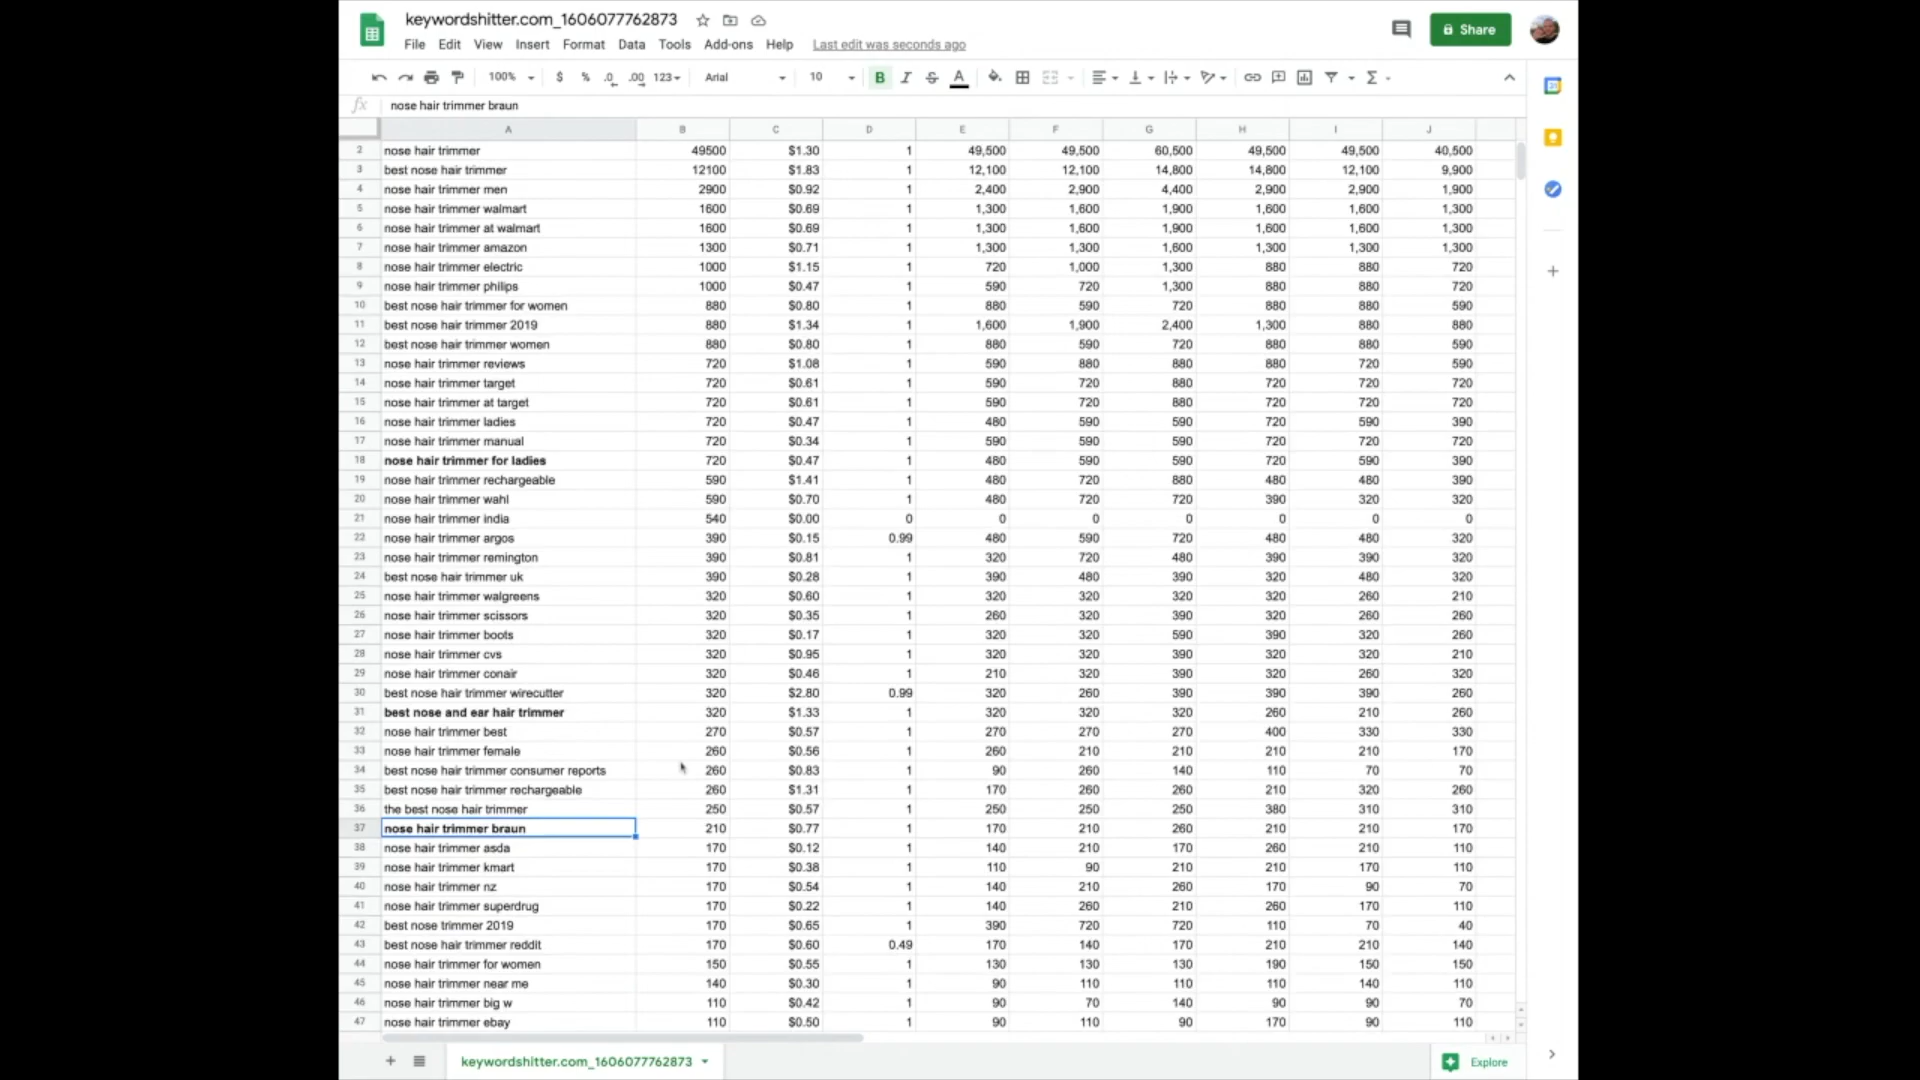 keywordshitter.com_1606077762873
Share
File Edit View Insert Format Data Tools Add-ons Help Last edit was seconds ago
100% $ % .0 .00 123 Arial 10 B I S A Σ
fx nose hair trimmer braun
A B C D E F G H I J
2 nose hair trimmer 49500 $1.30 1 49,500 49,500 60,500 49,500 49,500 40,500
3 best nose hair trimmer 12100 $1.83 1 12,100 12,100 14,800 14,800 12,100 9,900
4 nose hair trimmer men 2900 $0.92 1 2,400 2,900 4,400 2,900 2,900 1,900
5 nose hair trimmer walmart 1600 $0.69 1 1,300 1,600 1,900 1,600 1,600 1,300
6 nose hair trimmer at walmart 1600 $0.69 1 1,300 1,600 1,900 1,600 1,600 1,300
7 nose hair trimmer amazon 1300 $0.71 1 1,300 1,300 1,600 1,300 1,300 1,300
8 nose hair trimmer electric 1000 $1.15 1 720 1,000 1,300 880 880 720
9 nose hair trimmer philips 1000 $0.47 1 590 720 1,300 880 880 720
10 best nose hair trimmer for women 880 $0.80 1 880 590 720 880 880 590
11 best nose hair trimmer 2019 880 $1.34 1 1,600 1,900 2,400 1,300 880 880
12 best nose hair trimmer women 880 $0.80 1 880 590 720 880 880 590
13 nose hair trimmer reviews 720 $1.08 1 590 880 880 880 720 590
14 nose hair trimmer target 720 $0.61 1 590 720 880 720 720 720
15 nose hair trimmer at target 720 $0.61 1 590 720 880 720 720 720
16 nose hair trimmer ladies 720 $0.47 1 480 590 590 720 590 390
17 nose hair trimmer manual 720 $0.34 1 590 590 590 720 720 720
18 nose hair trimmer for ladies 720 $0.47 1 480 590 590 720 590 390
19 nose hair trimmer rechargeable 590 $1.41 1 480 720 880 480 480 390
20 nose hair trimmer wahl 590 $0.70 1 480 720 720 390 320 320
21 nose hair trimmer india 540 $0.00 0 0 0 0 0 0 0
22 nose hair trimmer argos 390 $0.15 0.99 480 590 720 480 480 320
23 nose hair trimmer remington 390 $0.81 1 320 720 480 390 390 320
24 best nose hair trimmer uk 390 $0.28 1 390 480 390 320 480 320
25 nose hair trimmer walgreens 320 $0.60 1 320 320 320 320 260 210
26 nose hair trimmer scissors 320 $0.35 1 260 320 390 320 260 260
27 nose hair trimmer boots 320 $0.17 1 320 320 590 390 320 260
28 nose hair trimmer cvs 320 $0.95 1 320 320 390 320 320 210
29 nose hair trimmer conair 320 $0.46 1 210 320 390 320 260 320
30 best nose hair trimmer wirecutter 320 $2.80 0.99 320 260 390 390 390 260
31 best nose and ear hair trimmer 320 $1.33 1 320 320 320 260 210 260
32 nose hair trimmer best 270 $0.57 1 270 270 270 400 330 330
33 nose hair trimmer female 260 $0.56 1 260 210 210 210 210 170
34 best nose hair trimmer consumer reports 260 $0.83 1 90 260 140 110 70 70
35 best nose hair trimmer rechargeable 260 $1.31 1 170 260 260 210 320 260
36 the best nose hair trimmer 250 $0.57 1 250 250 250 380 310 310
37 nose hair trimmer braun 210 $0.77 1 170 210 260 210 210 170
38 nose hair trimmer asda 170 $0.12 1 140 210 170 260 210 110
39 nose hair trimmer kmart 170 $0.38 1 110 90 210 210 170 110
40 nose hair trimmer nz 170 $0.54 1 140 210 260 170 90 70
41 nose hair trimmer superdrug 170 $0.22 1 140 260 210 260 170 110
42 best nose trimmer 2019 170 $0.65 1 390 720 720 110 70 40
43 best nose hair trimmer reddit 170 $0.60 0.49 170 140 170 210 210 140
44 nose hair trimmer for women 150 $0.55 1 130 130 130 190 150 150
45 nose hair trimmer near me 140 $0.30 1 90 110 110 110 140 110
46 nose hair trimmer big w 110 $0.42 1 90 70 140 90 90 70
47 nose hair trimmer ebay 110 $0.50 1 90 110 90 170 90 110
keywordshitter.com_1606077762873 Explore